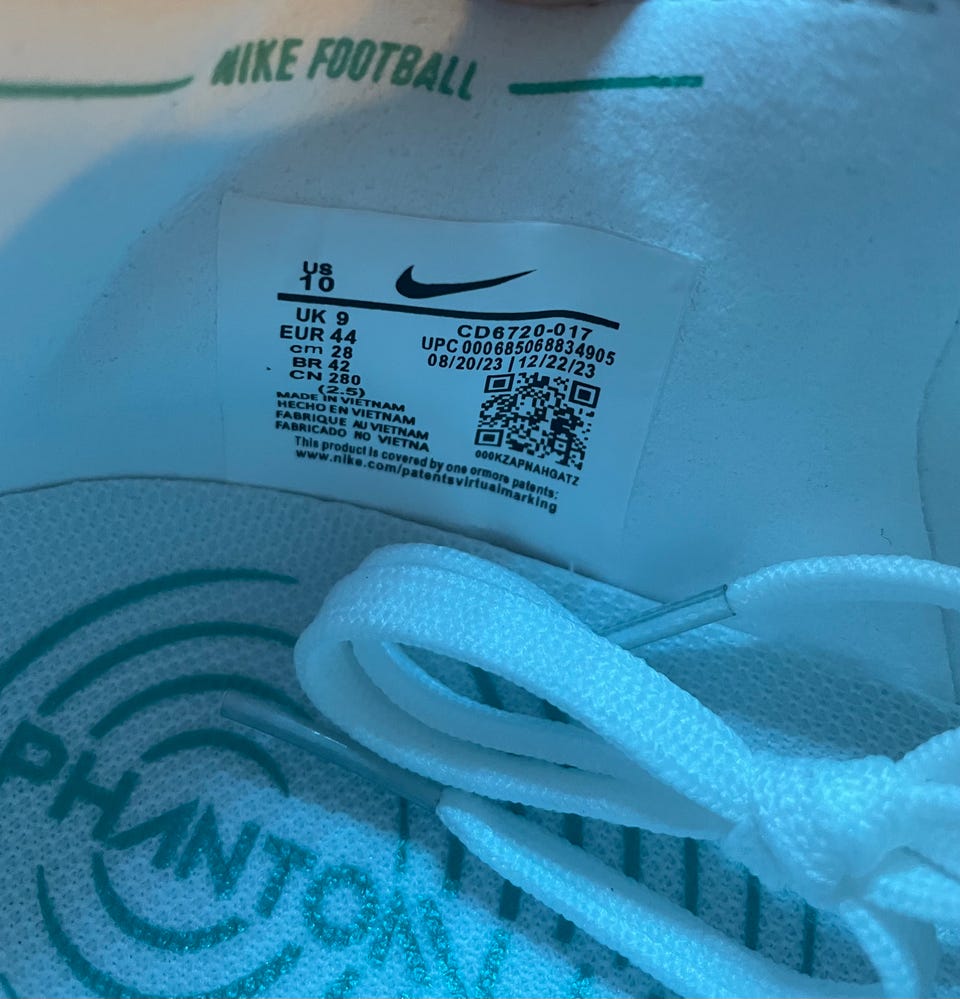 NIKE FOOTBALL
US
10
UK 9
EUR 44
cm 28
BR 42
CN 280
(2.5)
CD6720-017
UPC 000685068834905
08/20/23 | 12/22/23
MADE IN VIETNAM
HECHO EN VIETNAM
FABRIQUE AU VIETNAM
FABRICADO NO VIETNA
000KZAPNAHGATZ
This product is covered by one ormore patents:
www.nike.com/patentsvirtualmarking
PHANTOM